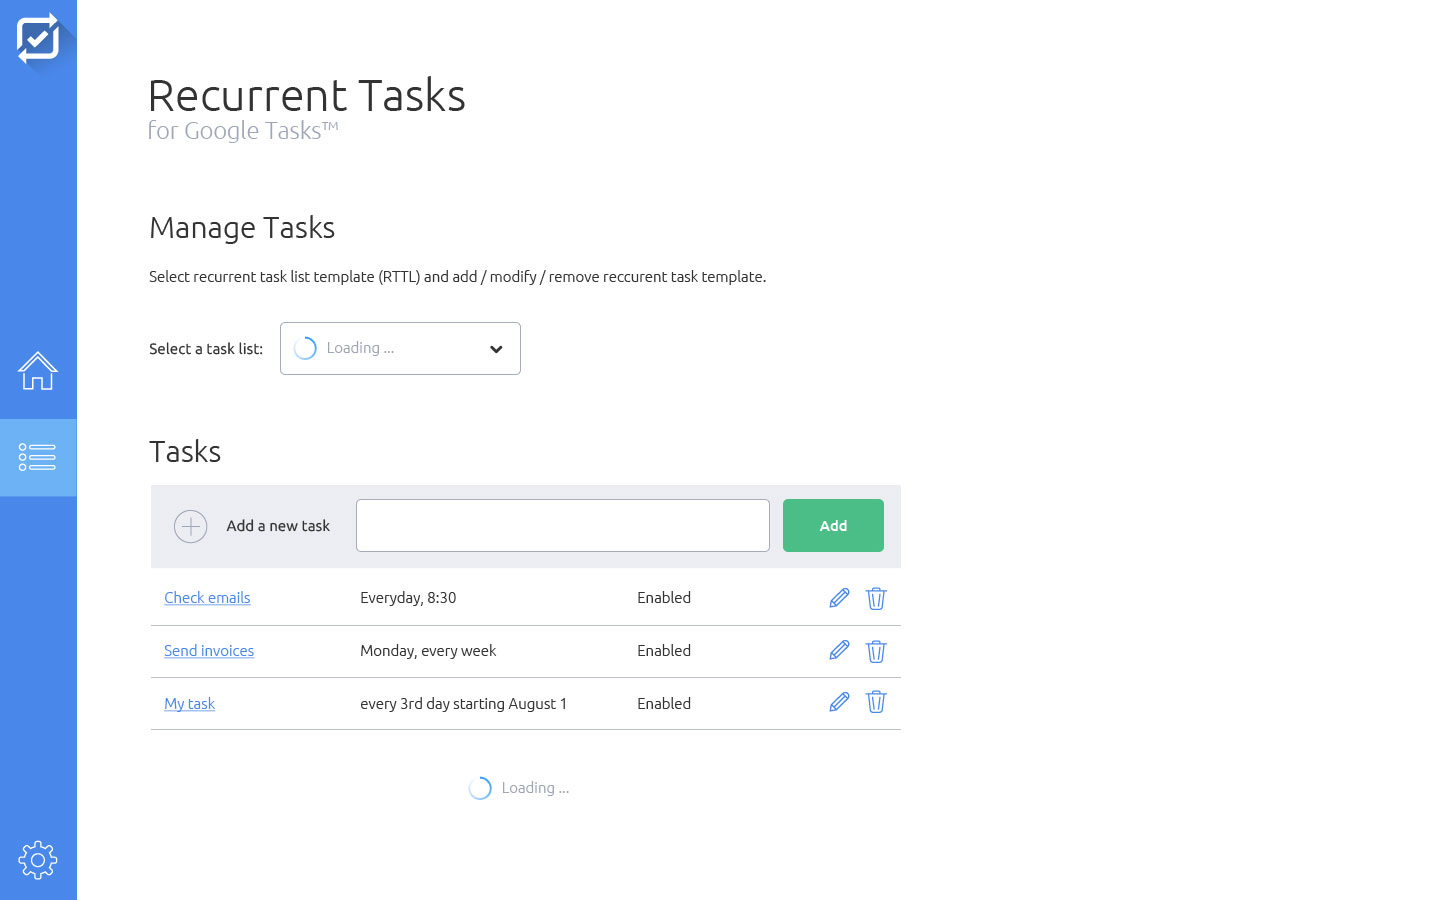 Recurrent Tasks
for Google Tasks™
Manage Tasks
Select recurrent task list template (RTTL) and add / modify / remove reccurent task template.
Select a task list: Loading ...
Tasks
Add a new task Add
Check emails Everyday, 8:30 Enabled
Send invoices Monday, every week Enabled
My task every 3rd day starting August 1 Enabled
Loading ...